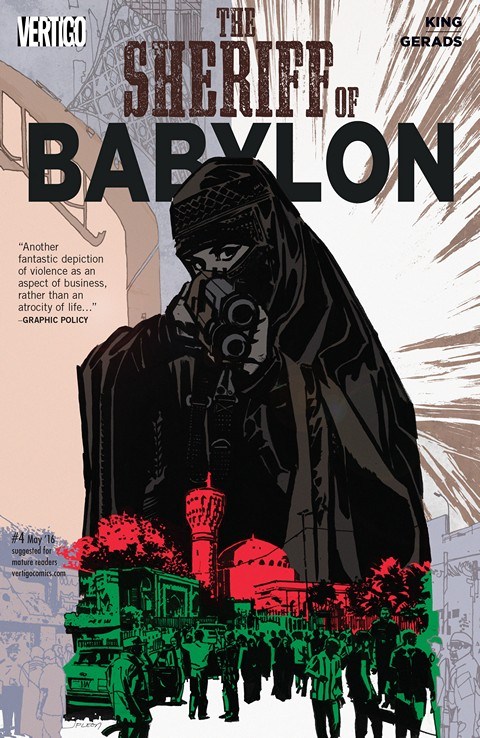 VERTIGO
KING
GERADS
THE
SHERIFF OF
BABYLON
“Another
fantastic depiction
of violence as an
aspect of business,
rather than an
atrocity of life...”
–GRAPHIC POLICY
#4 May '16
suggested for
mature readers
vertigocomics.com
JPLEON